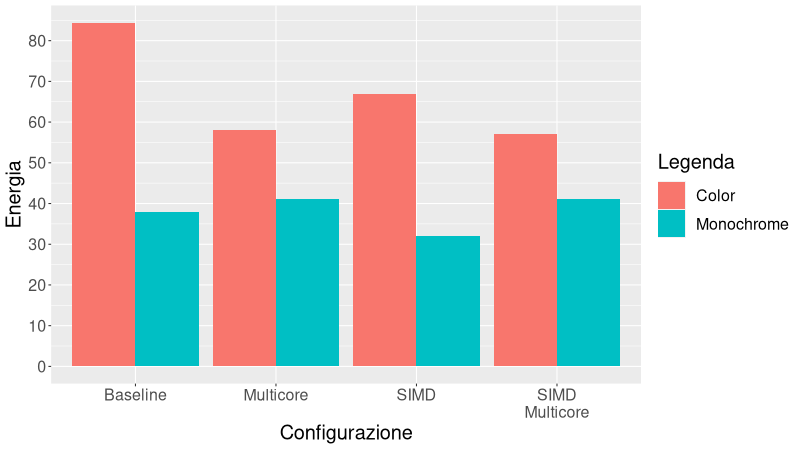 Energia
80
70
60
50
40
30
20
10
0
Baseline
Multicore
SIMD
SIMD
Multicore
Configurazione
Legenda
Color
Monochrome